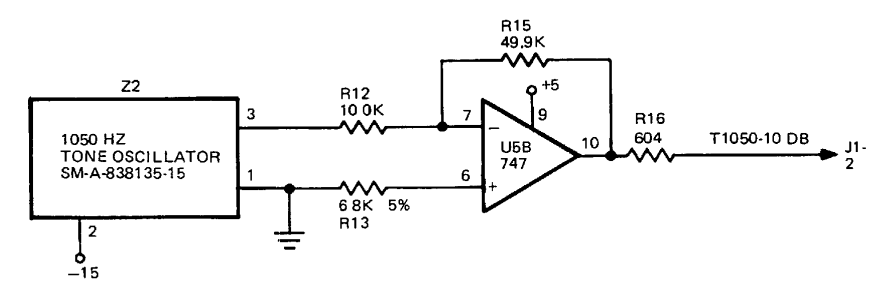 R15
49.9K
Z2
R12
10 0K
+5
3
7
−
9
R16
604
1050 HZ
TONE OSCILLATOR
SM-A-838135-15
U5B
747
10
T1050-10 DB
J1-
2
1
6
+
6 8K 5%
R13
2
−15